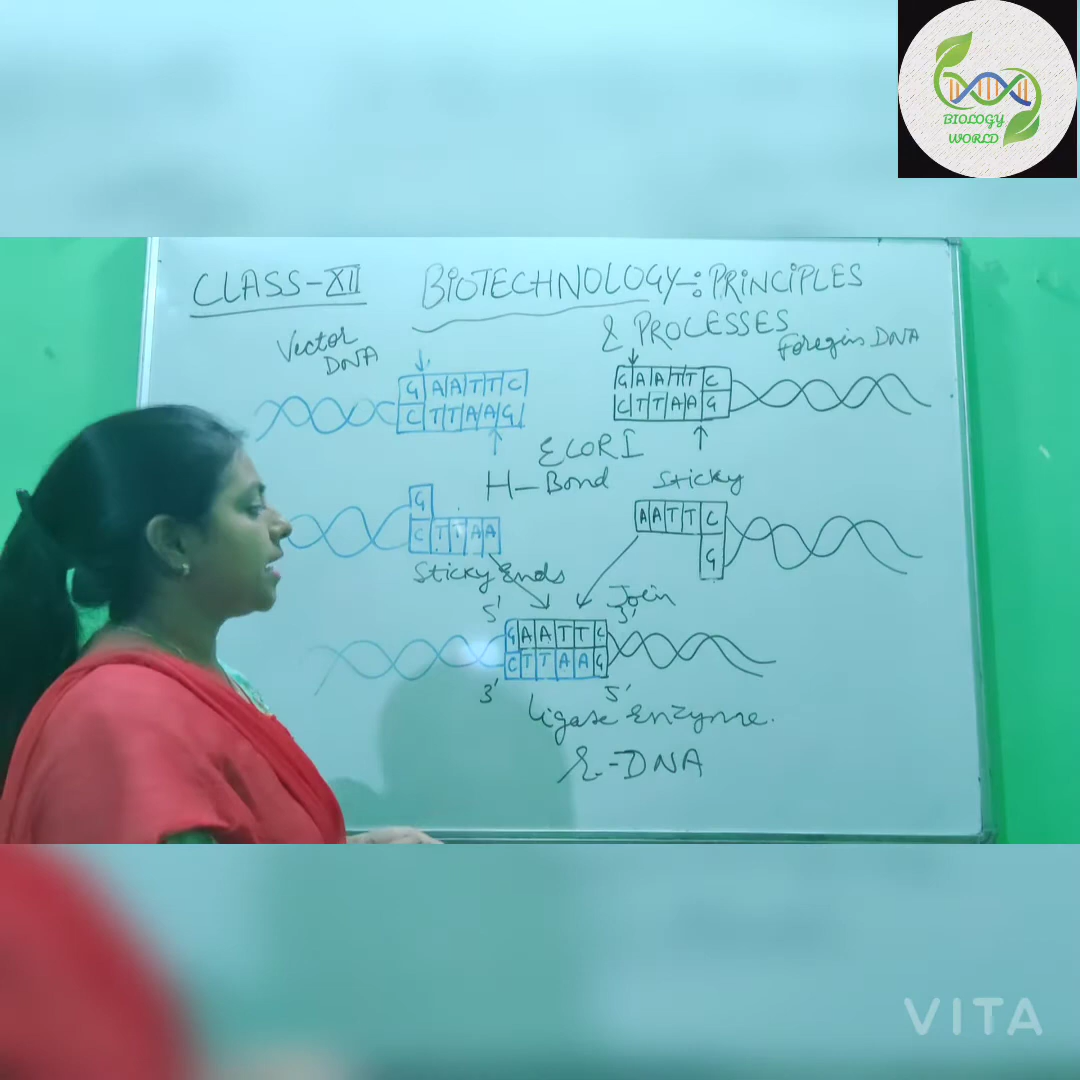 BIOLOGY
WORLD
CLASS-XII BIOTECHNOLOGY-: PRINCIPLES
& PROCESSES
Vector
DNA
Foregin DNA
G A A T T C
C T T A A G
G A A T T C
C T T A A G
ECORI
H-Bond
Sticky
G
C T T A A
A A T T C
G
Sticky Ends
Join
5' 3'
G A A T T C
C T T A A G
3' 5'
Ligase Enzyme.
r-DNA
VITA